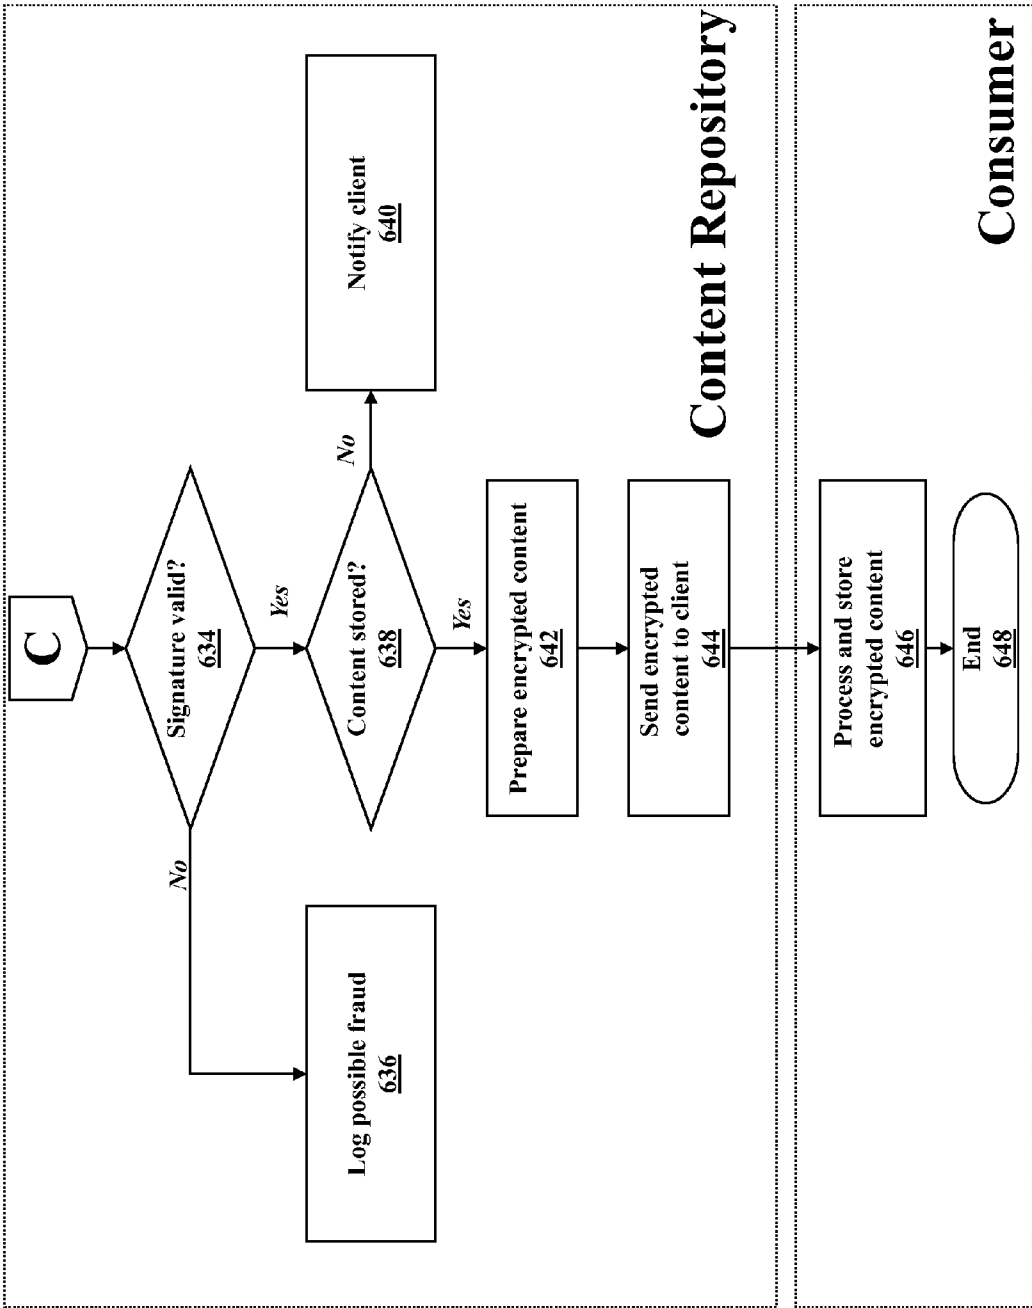 C
Signature valid?
634
No
Yes
Log possible fraud
636
Content stored?
638
No
Notify client
640
Yes
Prepare encrypted content
642
Send encrypted
content to client
644
Content Repository
Process and store
encrypted content
646
End
648
Consumer